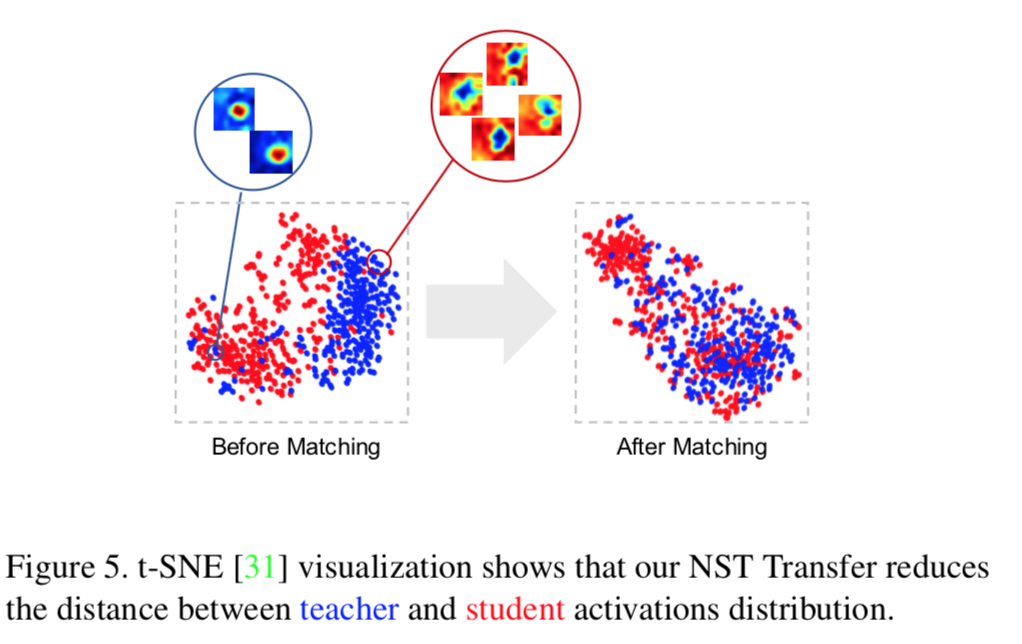 Before Matching
After Matching
Figure 5. t-SNE [31] visualization shows that our NST Transfer reduces
the distance between teacher and student activations distribution.